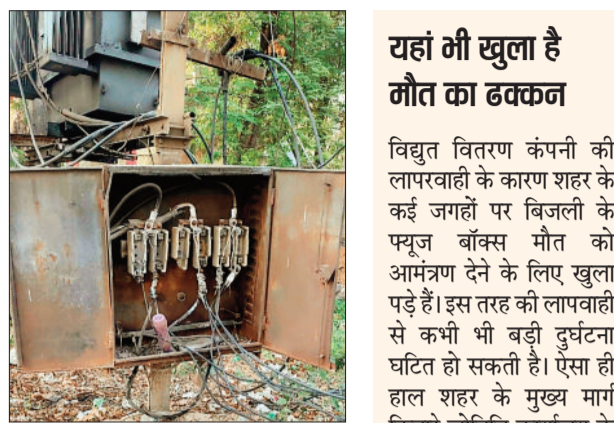 यहां भी खुला है
मौत का ढक्कन
विद्युत वितरण कंपनी की
लापरवाही के कारण शहर के
कई जगहों पर बिजली के
फ्यूज बॉक्स मौत को
आमंत्रण देने के लिए खुला
पड़े हैं। इस तरह की लापवाही
से कभी भी बड़ी दुर्घटना
घटित हो सकती है। ऐसा ही
हाल शहर के मुख्य मार्ग